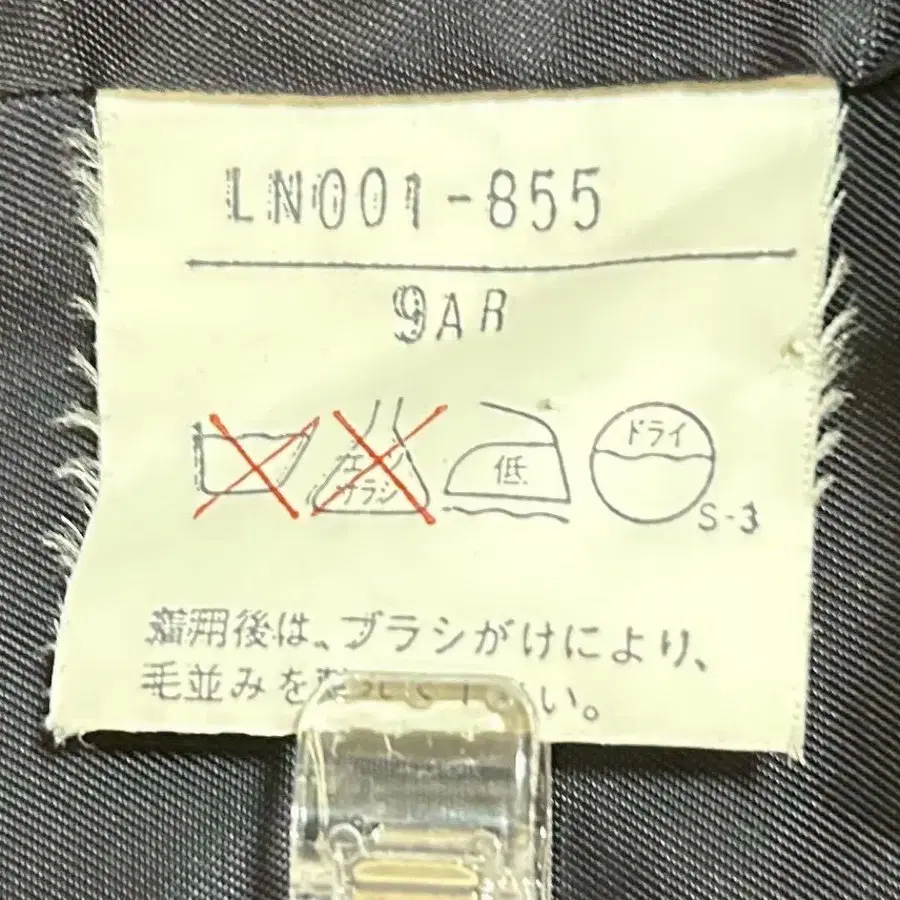 LN001-855
9AR
エンソサラシ
低
ドライ
S-3
着用後は、ブラシがけにより、
毛並みを い。